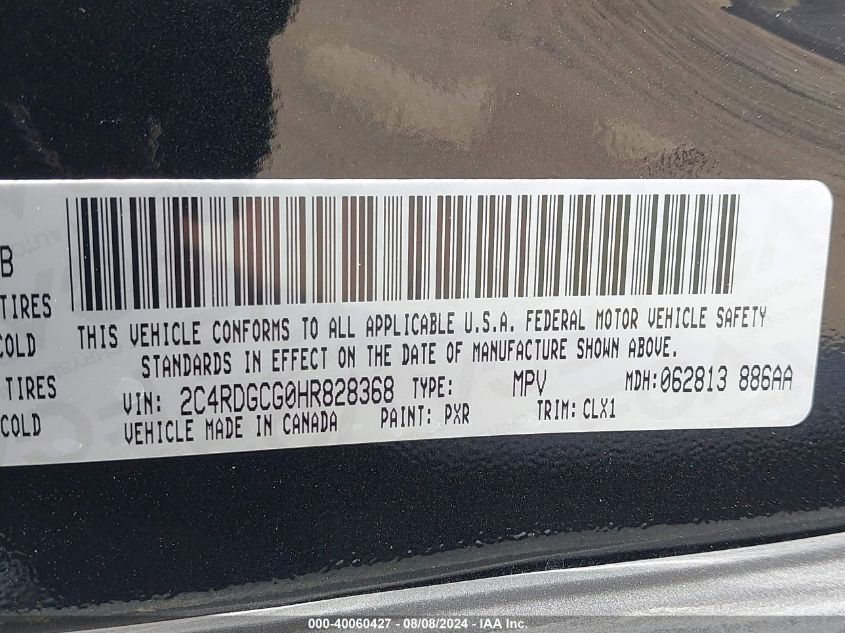 B
TIRES
COLD
TIRES
COLD
THIS VEHICLE CONFORMS TO ALL APPLICABLE U.S.A. FEDERAL MOTOR VEHICLE SAFETY
STANDARDS IN EFFECT ON THE DATE OF MANUFACTURE SHOWN ABOVE.
VIN: 2C4RDGCG0HR828368 TYPE: MPV MDH:062813 886AA
VEHICLE MADE IN CANADA PAINT: PXR TRIM: CLX1
000-40060427 - 08/08/2024 - IAA Inc.